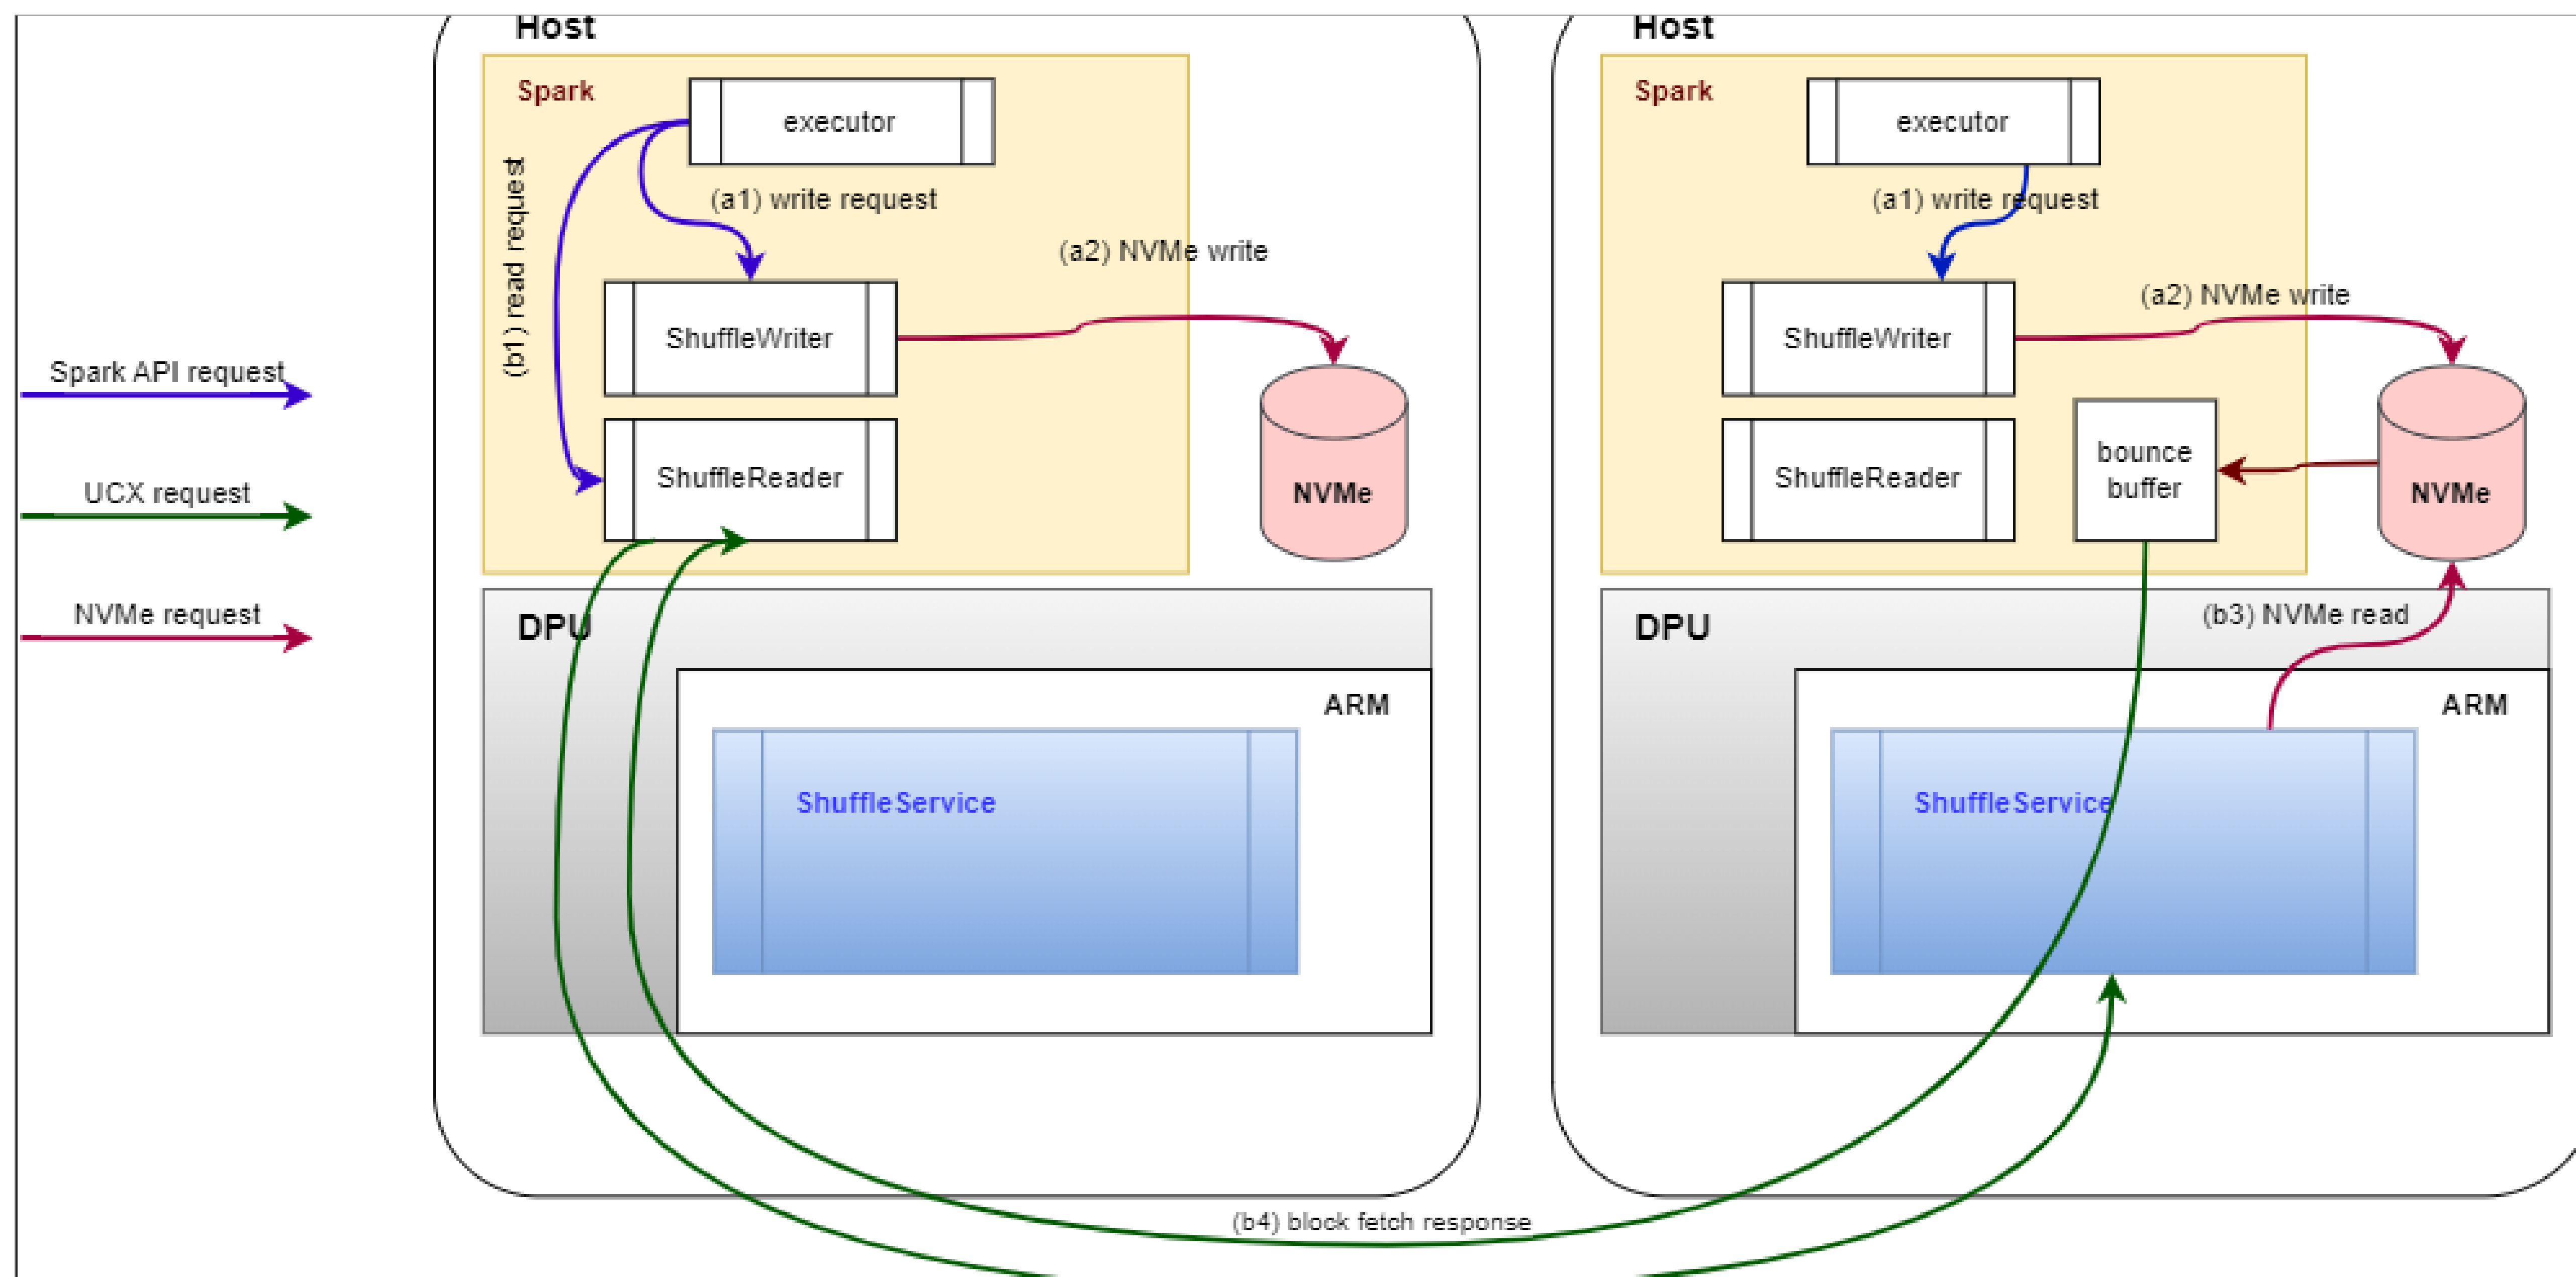 Spark API request
UCX request
NVMe request
Host
Spark
executor
(a1) write request
(b1) read request
(a2) NVMe write
ShuffleWriter
ShuffleReader
NVMe
DPU
ARM
ShuffleService
Host
Spark
executor
(a1) write request
(a2) NVMe write
ShuffleWriter
ShuffleReader
bounce
buffer
NVMe
DPU
(b3) NVMe read
ARM
ShuffleService
(b4) block fetch response